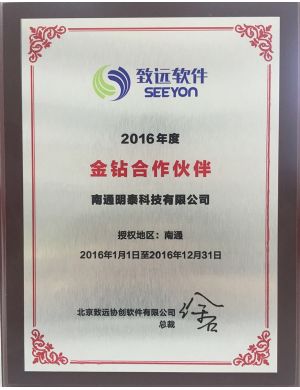 致远软件
SEEYON
2016年度
金钻合作伙伴
南通明泰科技有限公司
授权地区：南通
2016年1月1日至2016年12月31日
北京致远协创软件有限公司
总裁